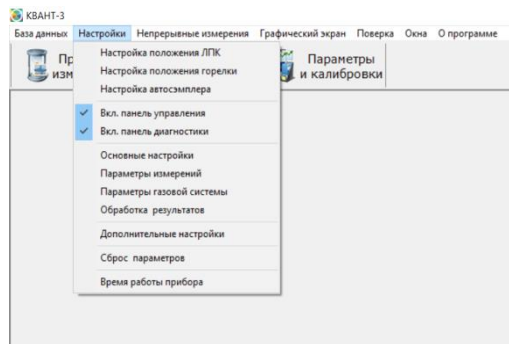 КВАНТ-3
База данных Настройки Непрерывные измерения Графический экран Поверка Окна О программе
Параметры
и калибровки
Настройка положения ЛПК
Настройка положения горелки
Настройка автосэмплера
Вкл. панель управления
Вкл. панель диагностики
Основные настройки
Параметры измерений
Параметры газовой системы
Обработка результатов
Дополнительные настройки
Сброс параметров
Время работы прибора